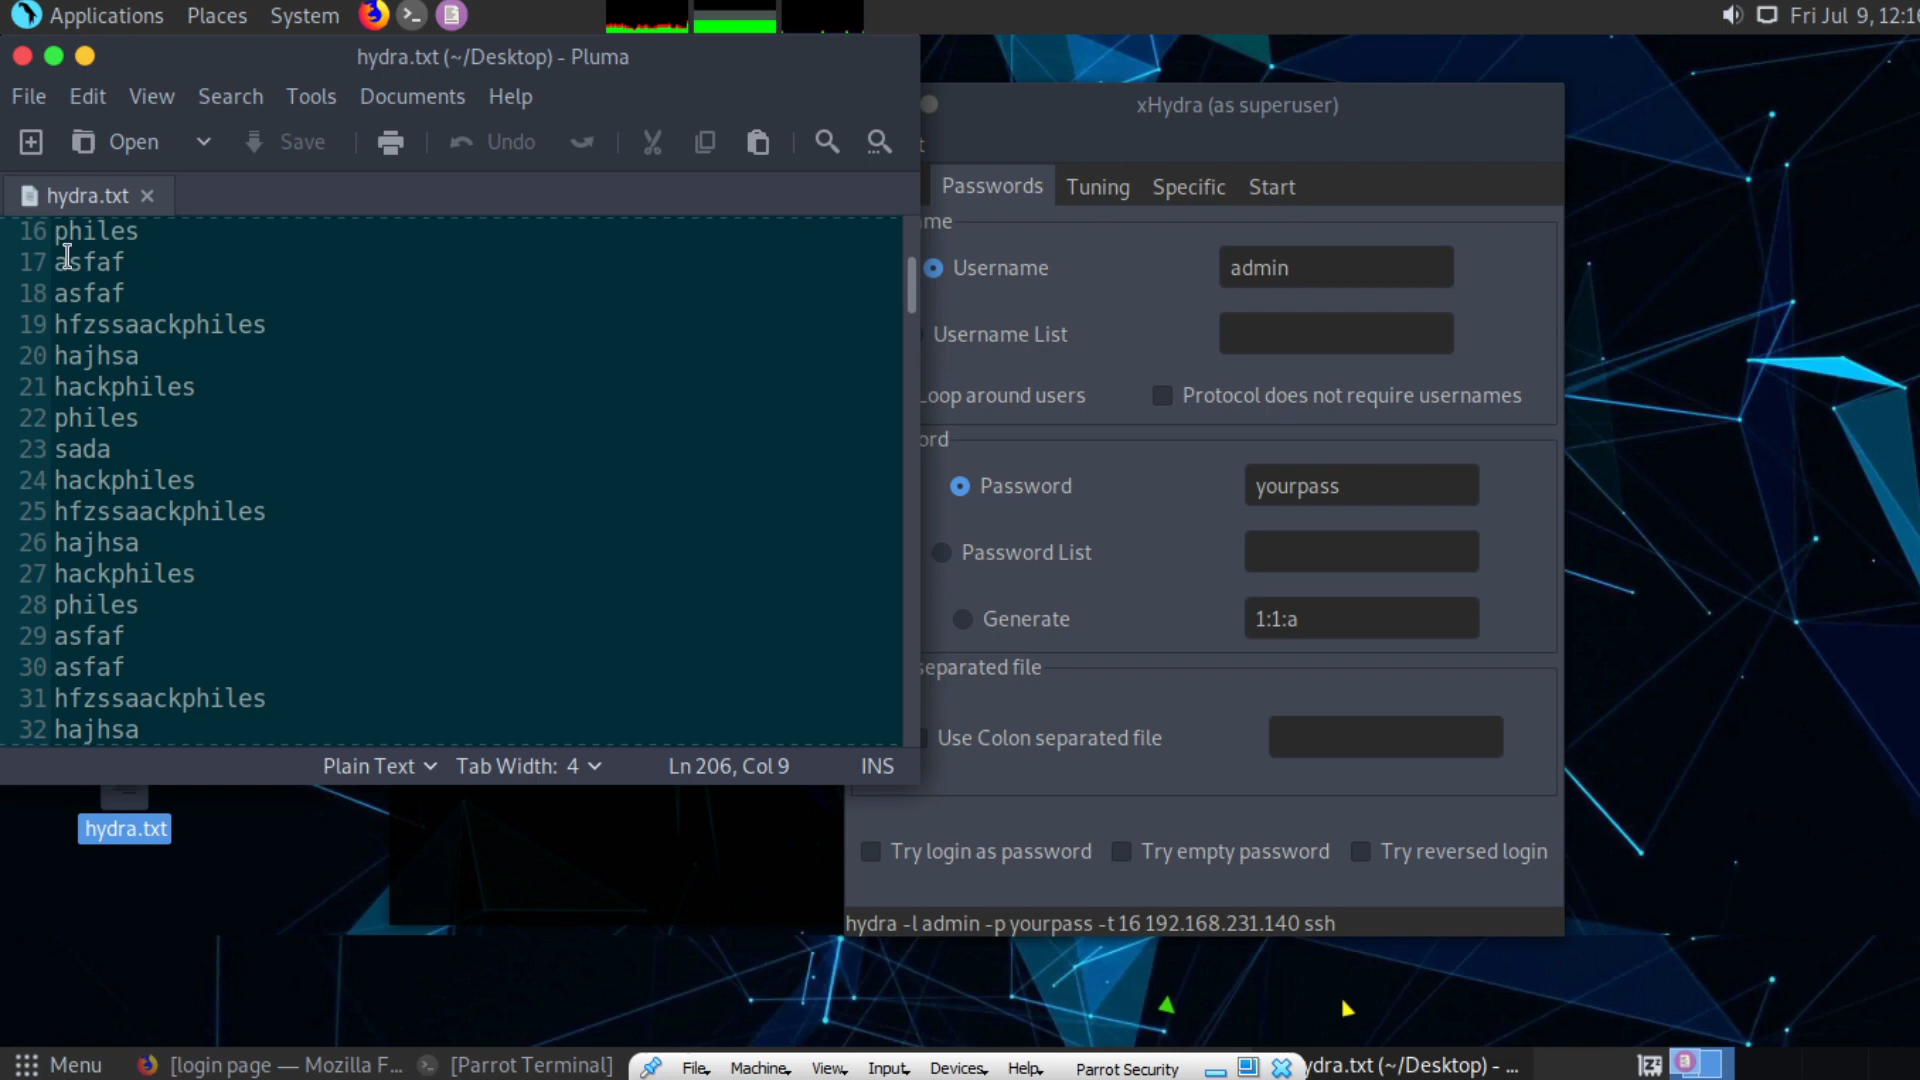 Applications Places System
Fri Jul 9, 12:16
hydra.txt (~/Desktop) - Pluma
File Edit View Search Tools Documents Help
Open Save Undo
hydra.txt
16 philes
17 asfaf
18 asfaf
19 hfzssaackphiles
20 hajhsa
21 hackphiles
22 philes
23 sada
24 hackphiles
25 hfzssaackphiles
26 hajhsa
27 hackphiles
28 philes
29 asfaf
30 asfaf
31 hfzssaackphiles
32 hajhsa
Plain Text Tab Width: 4 Ln 206, Col 9 INS
hydra.txt
xHydra (as superuser)
t
Passwords Tuning Specific Start
me
Username admin
Username List
Loop around users Protocol does not require usernames
ord
Password yourpass
Password List
Generate 1:1:a
separated file
Use Colon separated file
Try login as password Try empty password Try reversed login
hydra -l admin -p yourpass -t 16 192.168.231.140 ssh
Menu [login page — Mozilla F... [Parrot Terminal] File Machine View Input Devices Help Parrot Security ydra.txt (~/Desktop) - ...